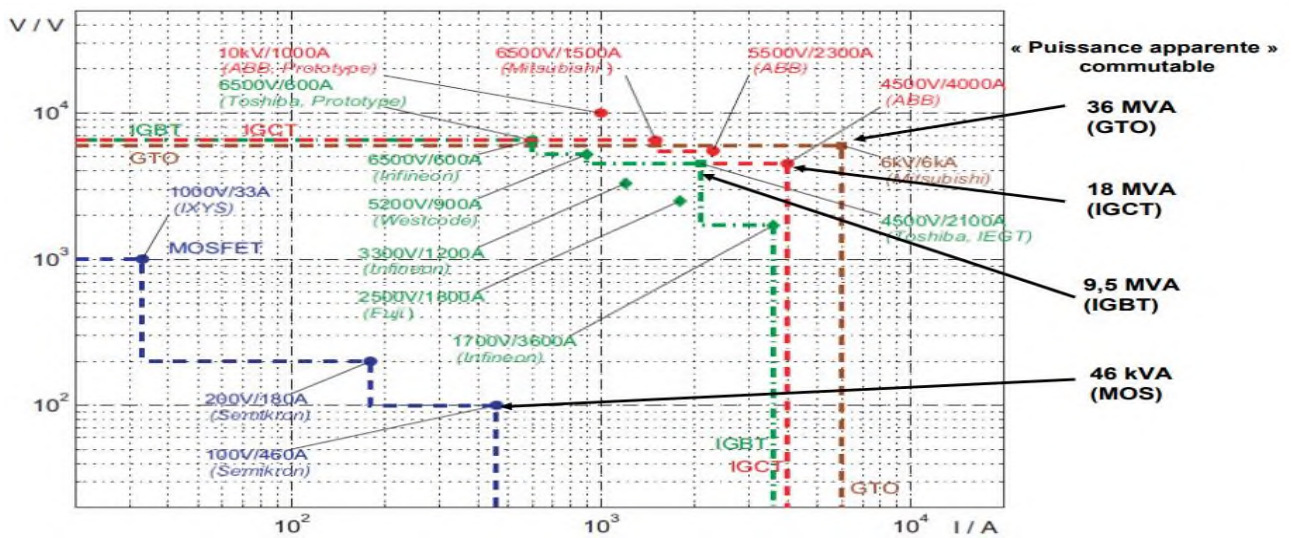 V / V
10kV/1000A
(ABB, Prototype)
6500V/600A
(Toshiba, Prototype)
6500V/1500A
(Mitsubishi)
5500V/2300A
(ABB)
« Puissance apparente »
commutable
4500V/4000A
(ABB)
36 MVA
(GTO)
10⁴
IGBT
IGCT
GTO
6500V/600A
(Infineon)
6kV/6kA
(Mitsubishi)
1000V/33A
(IXYS)
18 MVA
(IGCT)
5200V/900A
(Westcode)
4500V/2100A
(Toshiba, IEGT)
MOSFET
10³
3300V/1200A
(Infineon)
9,5 MVA
(IGBT)
2500V/1800A
(Fuji)
1700V/3600A
(Infineon)
46 kVA
(MOS)
10²
200V/180A
(Semikron)
100V/460A
(Semikron)
IGBT
IGCT
GTO
10²
10³
10⁴
I / A